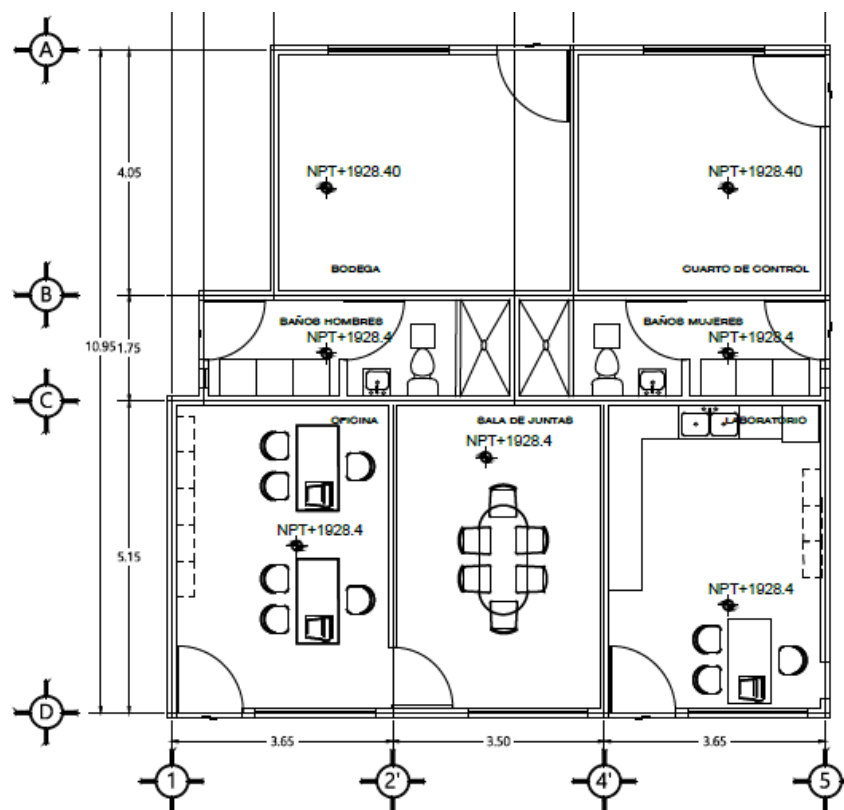 A
4.05
NPT+1928.40
NPT+1928.40
BODEGA
CUARTO DE CONTROL
B
BAÑOS HOMBRES
BAÑOS MUJERES
NPT+1928.4
NPT+1928.4
10.95
1.75
C
OFICINA
SALA DE JUNTAS
LABORATORIO
NPT+1928.4
NPT+1928.4
5.15
NPT+1928.4
D
3.65
3.50
3.65
1
2'
4'
5